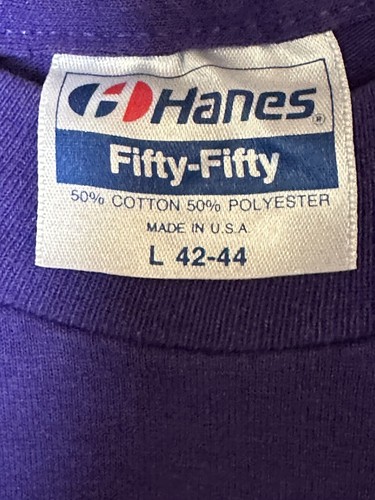 Hanes®
Fifty-Fifty
50% COTTON 50% POLYESTER
MADE IN U.S.A
L 42-44